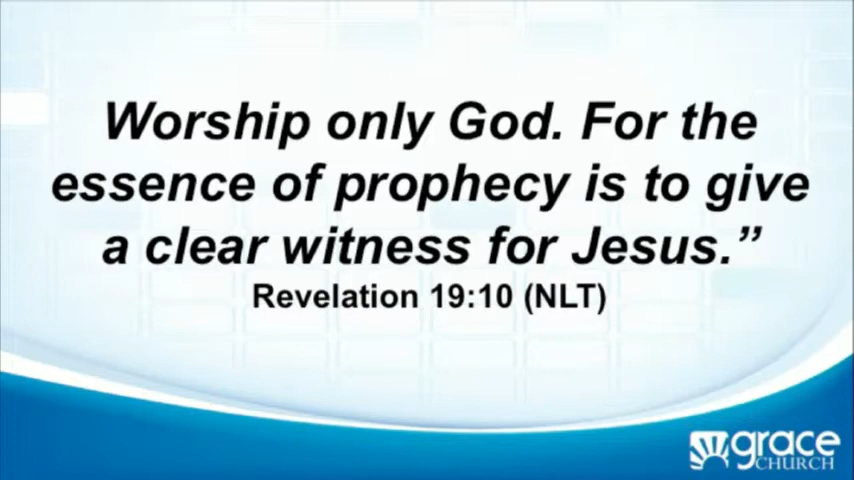 Worship only God. For the
essence of prophecy is to give
a clear witness for Jesus.”
Revelation 19:10 (NLT)
grace
CHURCH